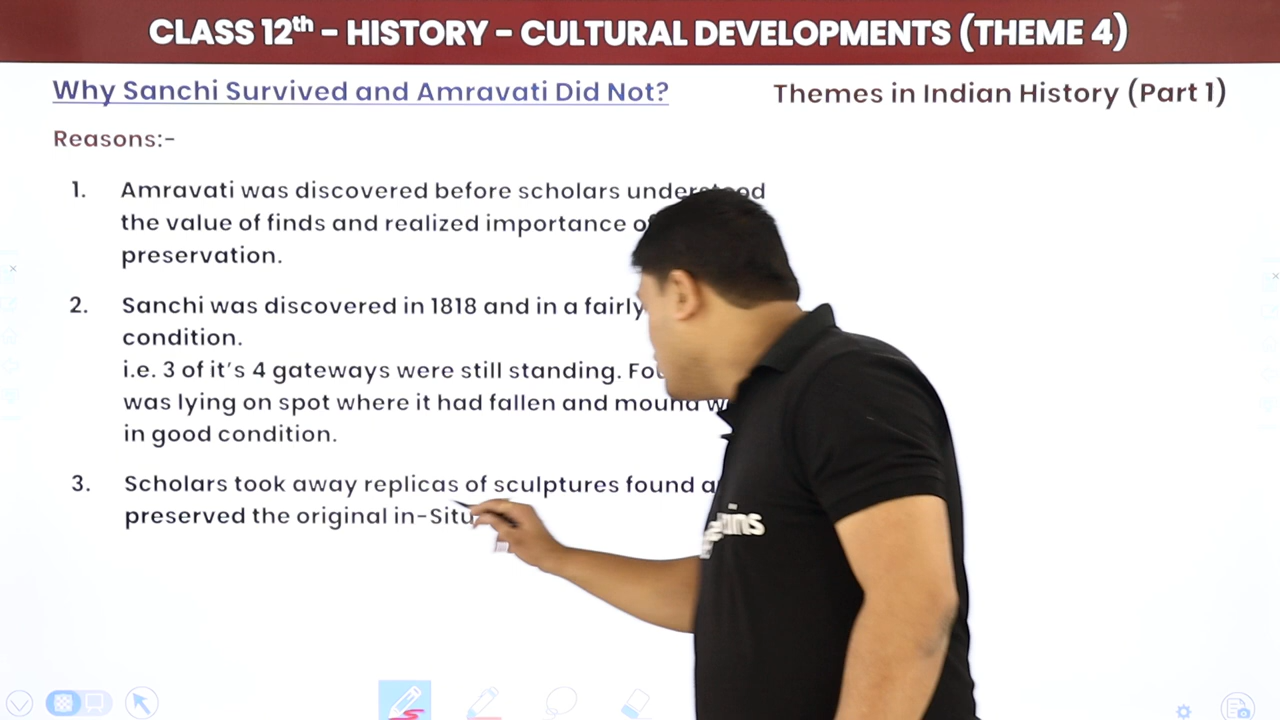 CLASS 12th - HISTORY - CULTURAL DEVELOPMENTS (THEME 4)
Why Sanchi Survived and Amravati Did Not?
Themes in Indian History (Part 1)
Reasons:-
1. Amravati was discovered before scholars understood
the value of finds and realized importance
preservation.
2. Sanchi was discovered in 1818 and in a fairly
condition.
i.e. 3 of it's 4 gateways were still standing.
was lying on spot where it had fallen and mound
in good condition.
3. Scholars took away replicas of sculptures found
preserved the original in-Situ